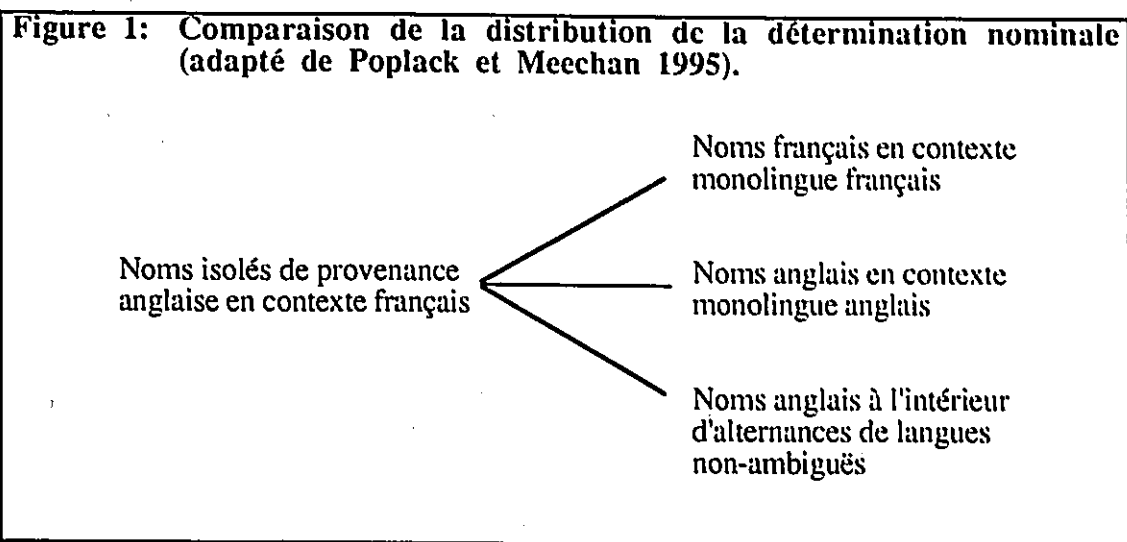 Figure 1: Comparaison de la distribution de la détermination nominale
(adapté de Poplack et Meechan 1995).
Noms français en contexte
monolingue français
Noms isolés de provenance
anglaise en contexte français
Noms anglais en contexte
monolingue anglais
Noms anglais à l'intérieur
d'alternances de langues
non-ambiguës